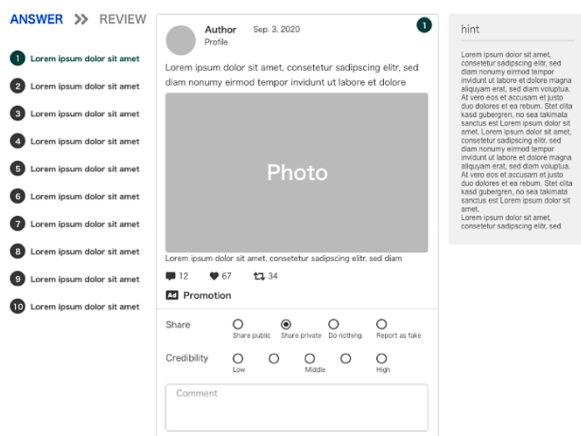 ANSWER >> REVIEW
1 Lorem ipsum dolor sit amet
2 Lorem ipsum dolor sit amet
3 Lorem ipsum dolor sit amet
4 Lorem ipsum dolor sit amet
5 Lorem ipsum dolor sit amet
6 Lorem ipsum dolor sit amet
7 Lorem ipsum dolor sit amet
8 Lorem ipsum dolor sit amet
9 Lorem ipsum dolor sit amet
10 Lorem ipsum dolor sit amet
Author Sep. 3, 2020 1
Profile
Lorem ipsum dolor sit amet, consetetur sadipscing elitr, sed
diam nonumy eirmod tempor invidunt ut labore et dolore
Photo
Lorem ipsum dolor sit amet, consetetur sadipscing elitr, sed diam
12 67 34
Ad Promotion
Share
Share public Share private Do nothing Report as fake
Credibility
Low Middle High
Comment
hint
Lorem ipsum dolor sit amet,
consetetur sadipscing elitr, sed
diam nonumy eirmod tempor
invidunt ut labore et dolore magna
aliquyam erat, sed diam voluptua.
At vero eos et accusam et justo
duo dolores et ea rebum. Stet clita
kasd gubergren, no sea takimata
sanctus est Lorem ipsum dolor sit
amet. Lorem ipsum dolor sit amet,
consetetur sadipscing elitr, sed
diam nonumy eirmod tempor
invidunt ut labore et dolore magna
aliquyam erat, sed diam voluptua.
At vero eos et accusam et justo
duo dolores et ea rebum. Stet clita
kasd gubergren, no sea takimata
sanctus est Lorem ipsum dolor sit
amet.
Lorem ipsum dolor sit amet,
consetetur sadipscing elitr, sed